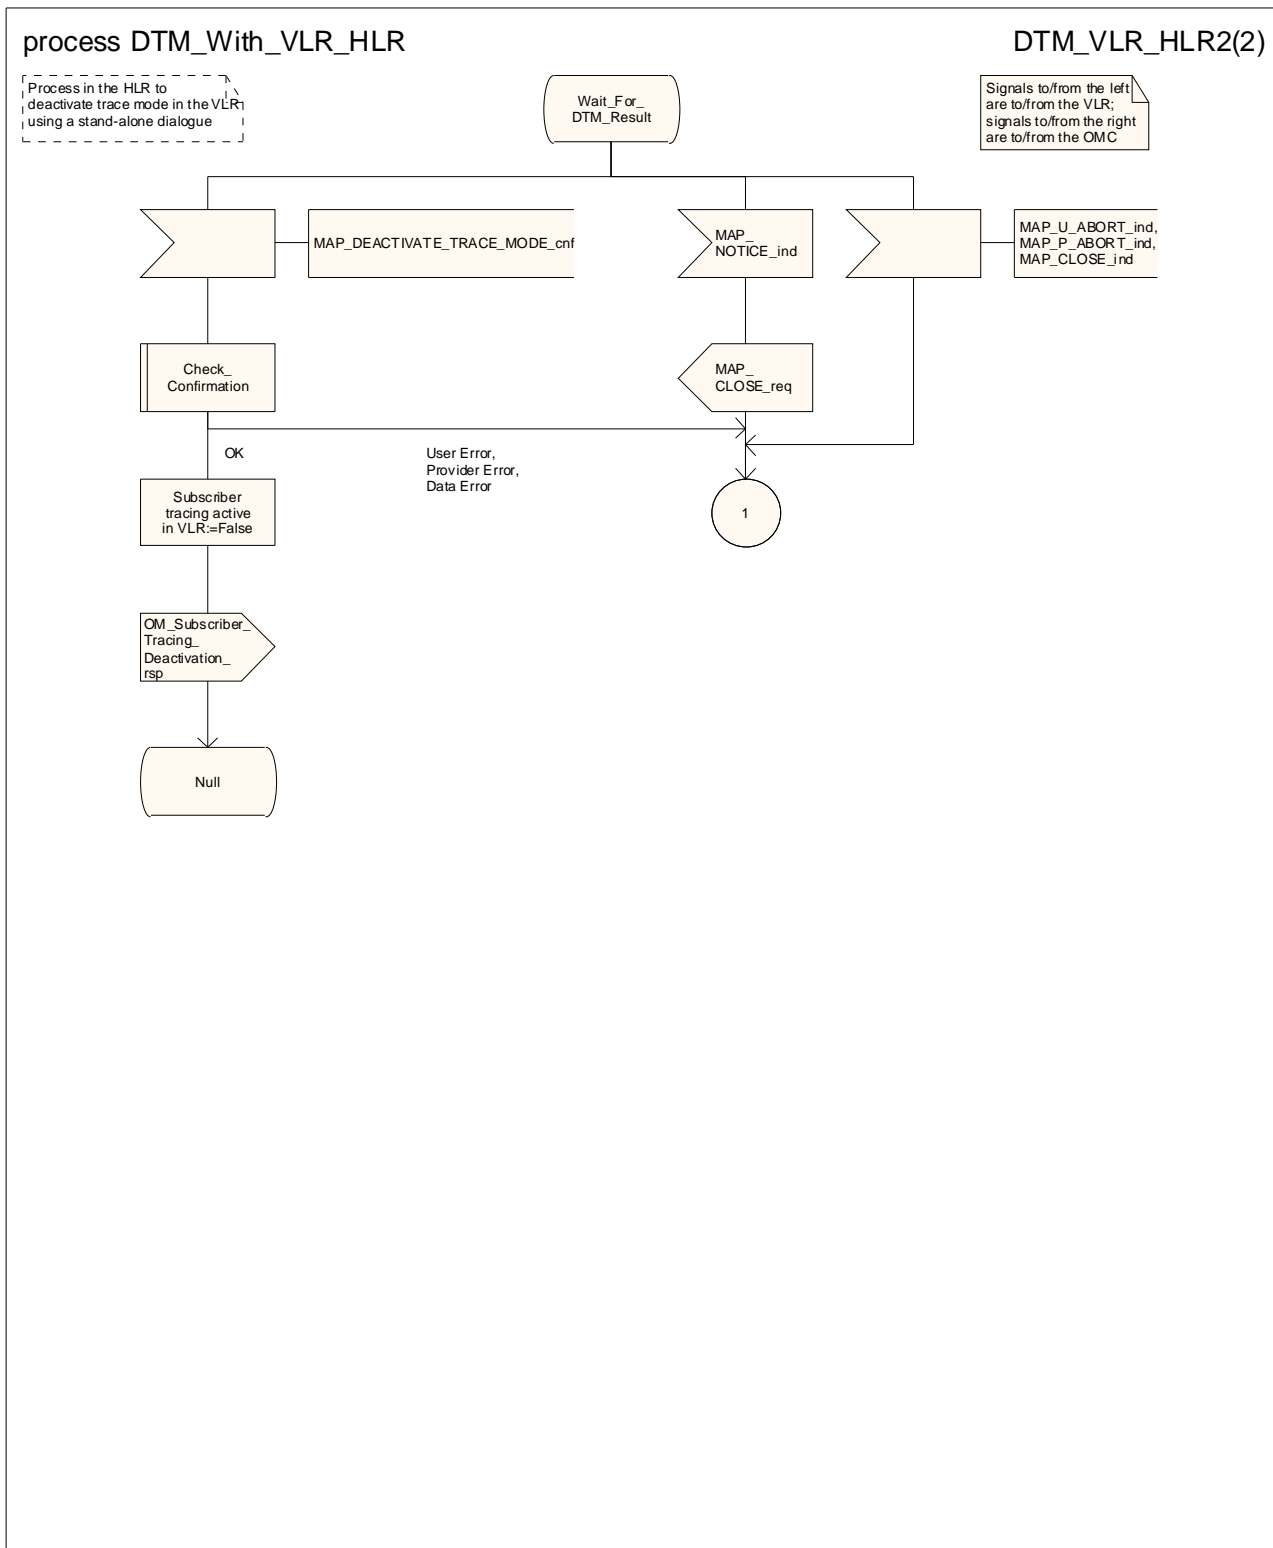 process DTM_With_VLR_HLR
DTM_VLR_HLR2(2)
Process in the HLR to
deactivate trace mode in the VLR
using a stand-alone dialogue
Wait_For_
DTM_Result
Signals to/from the left
are to/from the VLR;
signals to/from the right
are to/from the OMC
MAP_DEACTIVATE_TRACE_MODE_cnf
MAP_
NOTICE_ind
MAP_U_ABORT_ind,
MAP_P_ABORT_ind,
MAP_CLOSE_ind
Check_
Confirmation
MAP_
CLOSE_req
OK
User Error,
Provider Error,
Data Error
Subscriber
tracing active
in VLR:=False
1
OM_Subscriber_
Tracing_
Deactivation_
rsp
Null